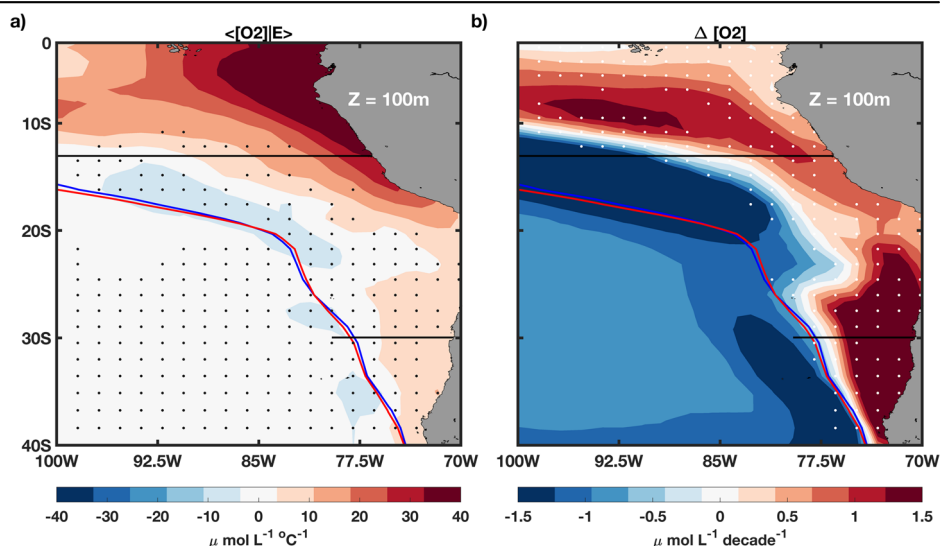 a)
<[O2]|E>
0
10S
20S
30S
40S
Z = 100m
100W 92.5W 85W 77.5W 70W
-40 -30 -20 -10 0 10 20 30 40
μ mol L⁻¹ ºC⁻¹
b)
Δ [O2]
Z = 100m
100W 92.5W 85W 77.5W 70W
-1.5 -1 -0.5 0 0.5 1 1.5
μ mol L⁻¹ decade⁻¹